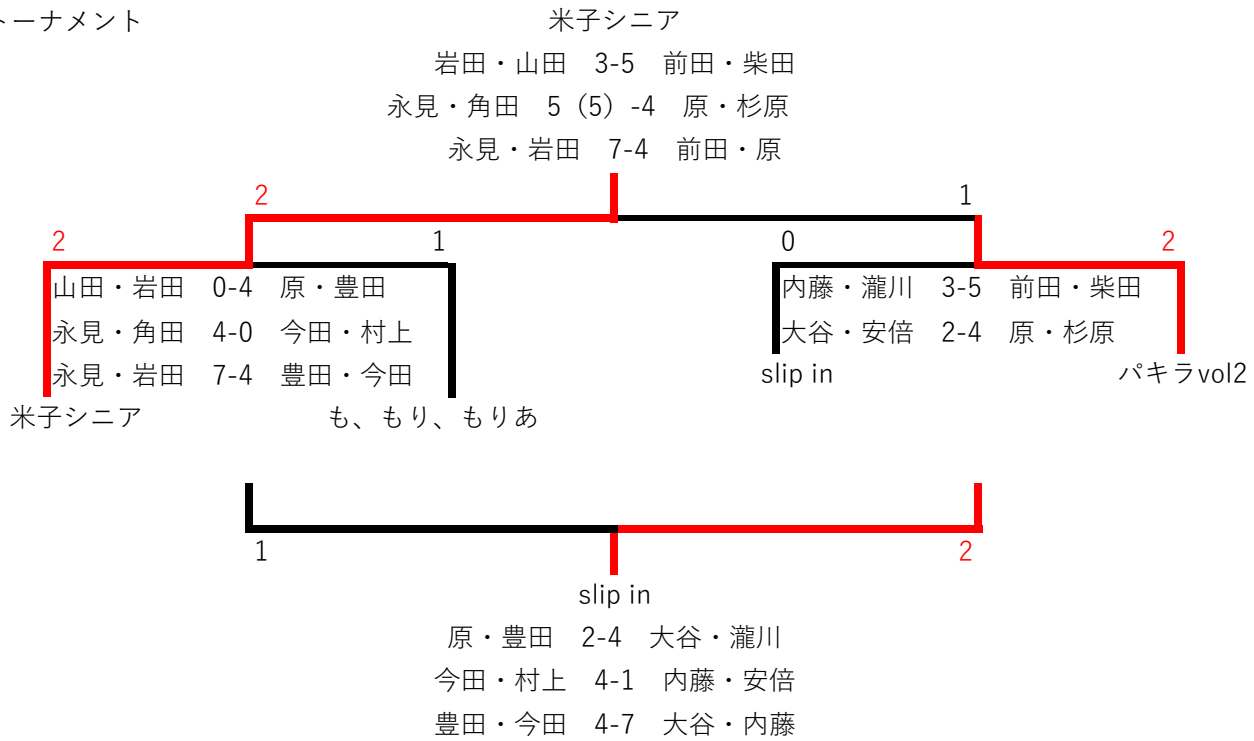 トーナメント
米子シニア
岩田・山田　3-5　前田・柴田
永見・角田　5（5）-4　原・杉原
永見・岩田　7-4　前田・原
2
1
2
1
0
2
山田・岩田　0-4　原・豊田
永見・角田　4-0　今田・村上
永見・岩田　7-4　豊田・今田
内藤・瀧川　3-5　前田・柴田
大谷・安倍　2-4　原・杉原
slip in
パキラvol2
米子シニア
も、もり、もりあ
1
2
slip in
原・豊田　2-4　大谷・瀧川
今田・村上　4-1　内藤・安倍
豊田・今田　4-7　大谷・内藤